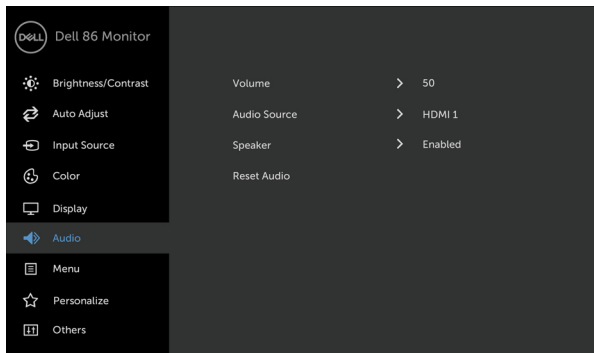 DELL Dell 86 Monitor
Brightness/Contrast Volume 50
Auto Adjust Audio Source HDMI 1
Input Source Speaker Enabled
Color Reset Audio
Display
Audio
Menu
Personalize
Others